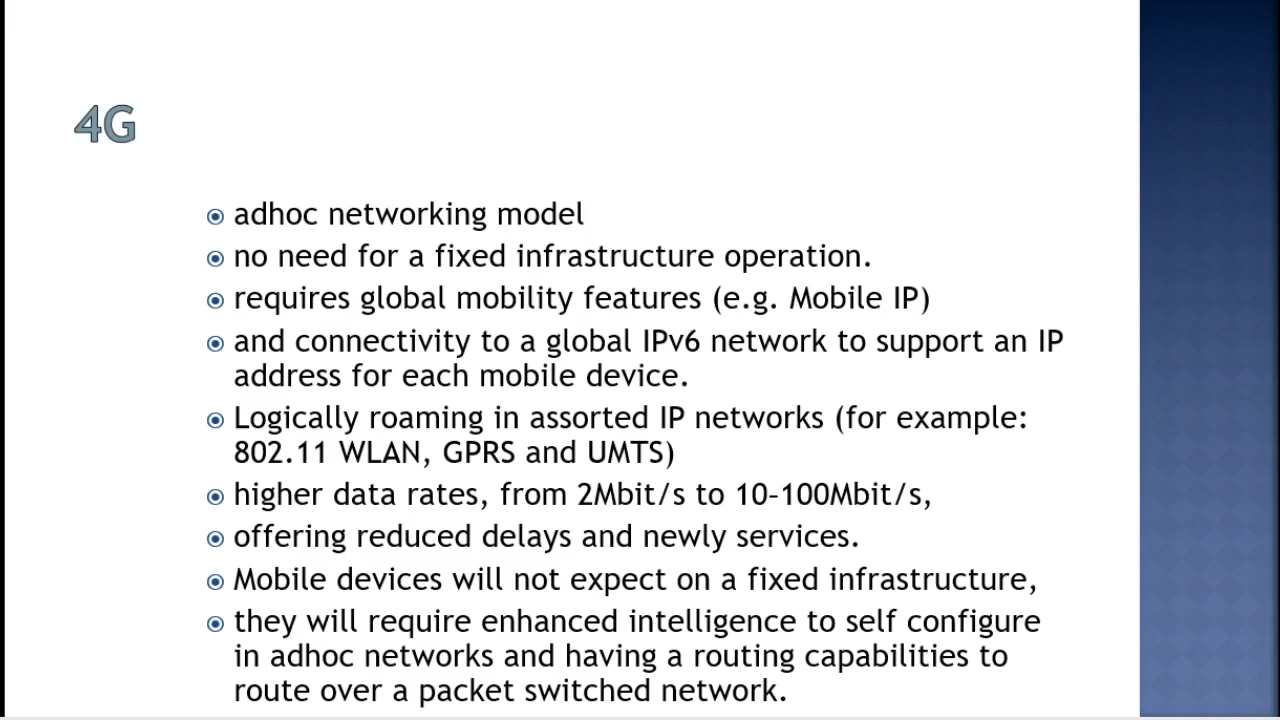 4G
adhoc networking model
no need for a fixed infrastructure operation.
requires global mobility features (e.g. Mobile IP)
and connectivity to a global IPv6 network to support an IP
address for each mobile device.
Logically roaming in assorted IP networks (for example:
802.11 WLAN, GPRS and UMTS)
higher data rates, from 2Mbit/s to 10–100Mbit/s,
offering reduced delays and newly services.
Mobile devices will not expect on a fixed infrastructure,
they will require enhanced intelligence to self configure
in adhoc networks and having a routing capabilities to
route over a packet switched network.